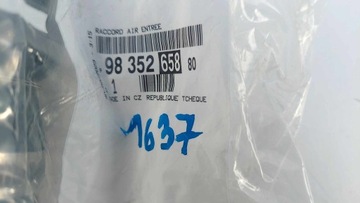 RACCORD AIR ENTREE
98 352 658 80
1
MADE IN CZ REPUBLIQUE TCHEQUE
1637